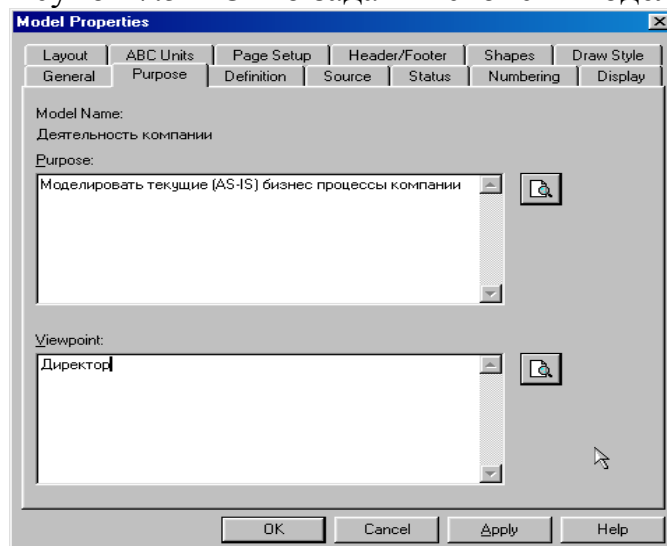 Model Properties
Layout ABC Units Page Setup Header/Footer Shapes Draw Style
General Purpose Definition Source Status Numbering Display
Model Name:
Деятельность компании
Purpose:
Моделировать текущие (AS-IS) бизнес процессы компании
Viewpoint:
Директор
OK Cancel Apply Help